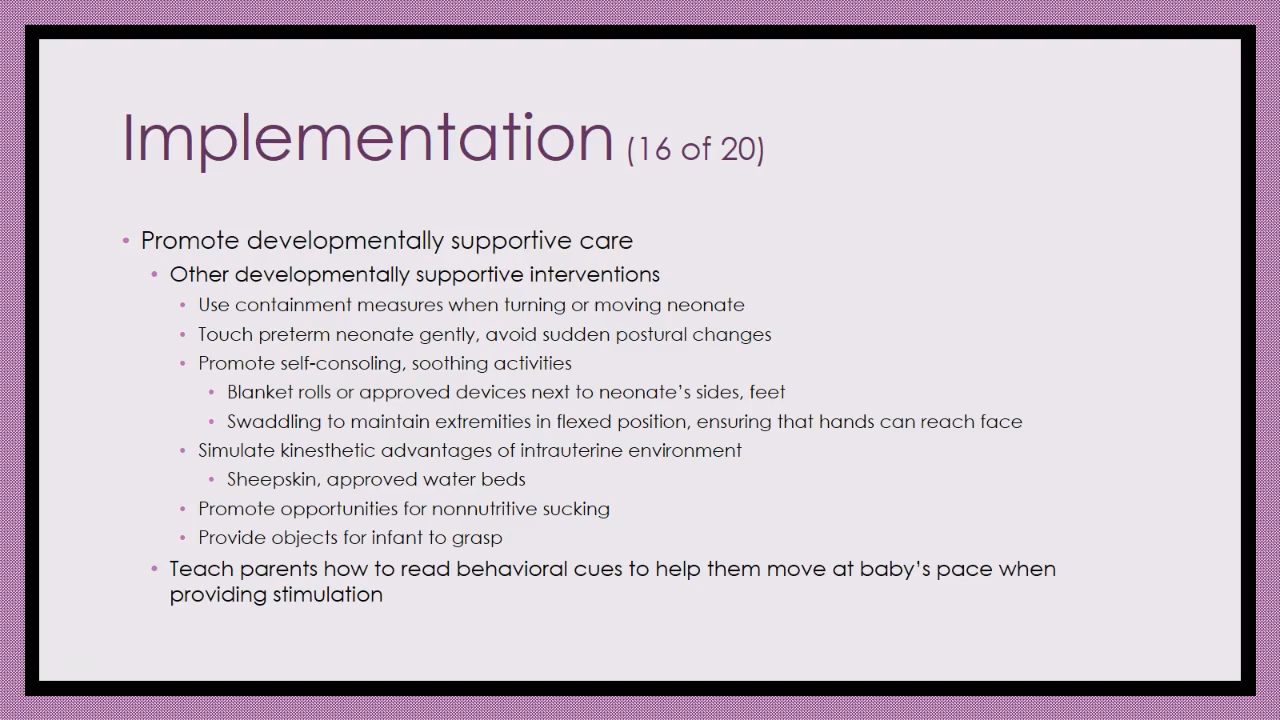 Implementation (16 of 20)
• Promote developmentally supportive care
• Other developmentally supportive interventions
• Use containment measures when turning or moving neonate
• Touch preterm neonate gently, avoid sudden postural changes
• Promote self-consoling, soothing activities
• Blanket rolls or approved devices next to neonate’s sides, feet
• Swaddling to maintain extremities in flexed position, ensuring that hands can reach face
• Simulate kinesthetic advantages of intrauterine environment
• Sheepskin, approved water beds
• Promote opportunities for nonnutritive sucking
• Provide objects for infant to grasp
• Teach parents how to read behavioral cues to help them move at baby’s pace when
providing stimulation